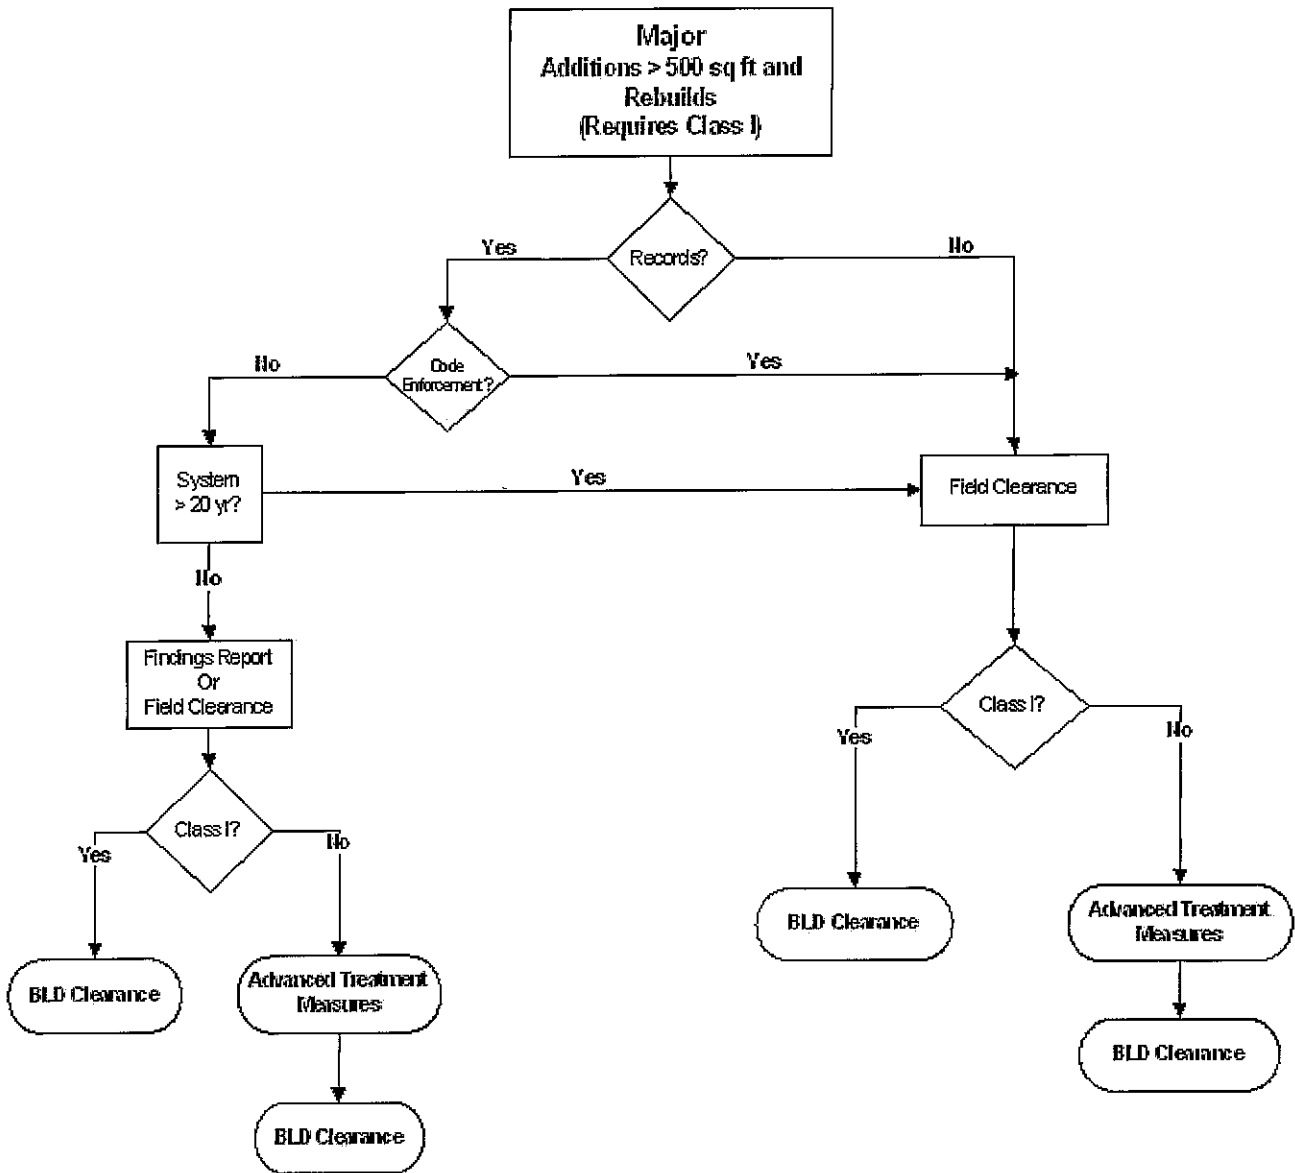 Major
Additions > 500 sq ft and
Rebuilds
(Requires Class I)
Yes
Records?
No
No
Code
Enforcement?
Yes
System
> 20 yr?
Yes
Field Clearance
No
Findings Report
Or
Field Clearance
Class I?
Yes
No
Class I?
Yes
No
BLD Clearance
Advanced Treatment
Measures
BLD Clearance
Advanced Treatment
Measures
BLD Clearance
BLD Clearance